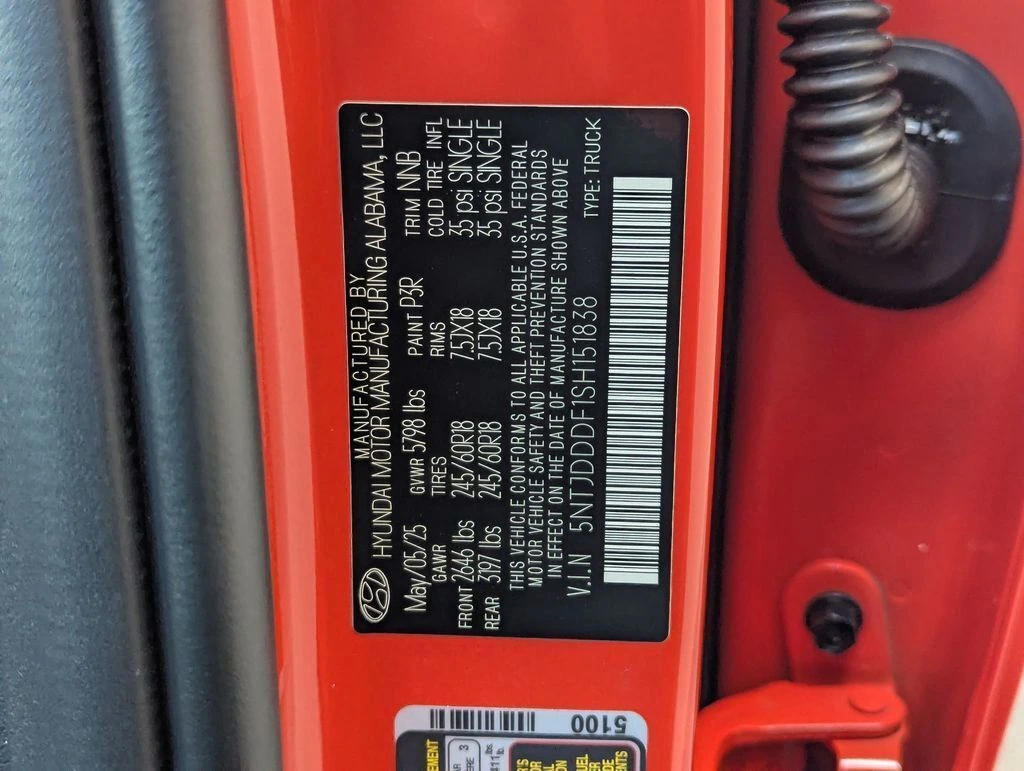 MANUFACTURED BY
HYUNDAI MOTOR MANUFACTURING ALABAMA, LLC
May/05/25 GVWR 5798 lbs PAINT P3R TRIM NNB
GAWR TIRES RIMS COLD TIRE INFL
FRONT 2646 lbs 245/60R18 7.5JX18 35 psi SINGLE
REAR 3197 lbs 245/60R18 7.5JX18 35 psi SINGLE
THIS VEHICLE CONFORMS TO ALL APPLICABLE U.S.A. FEDERAL
MOTOR VEHICLE SAFETY AND THEFT PREVENTION STANDARDS
IN EFFECT ON THE DATE OF MANUFACTURE SHOWN ABOVE
V.I.N 5NTJDDDF1SH151838 TYPE: TRUCK
5100